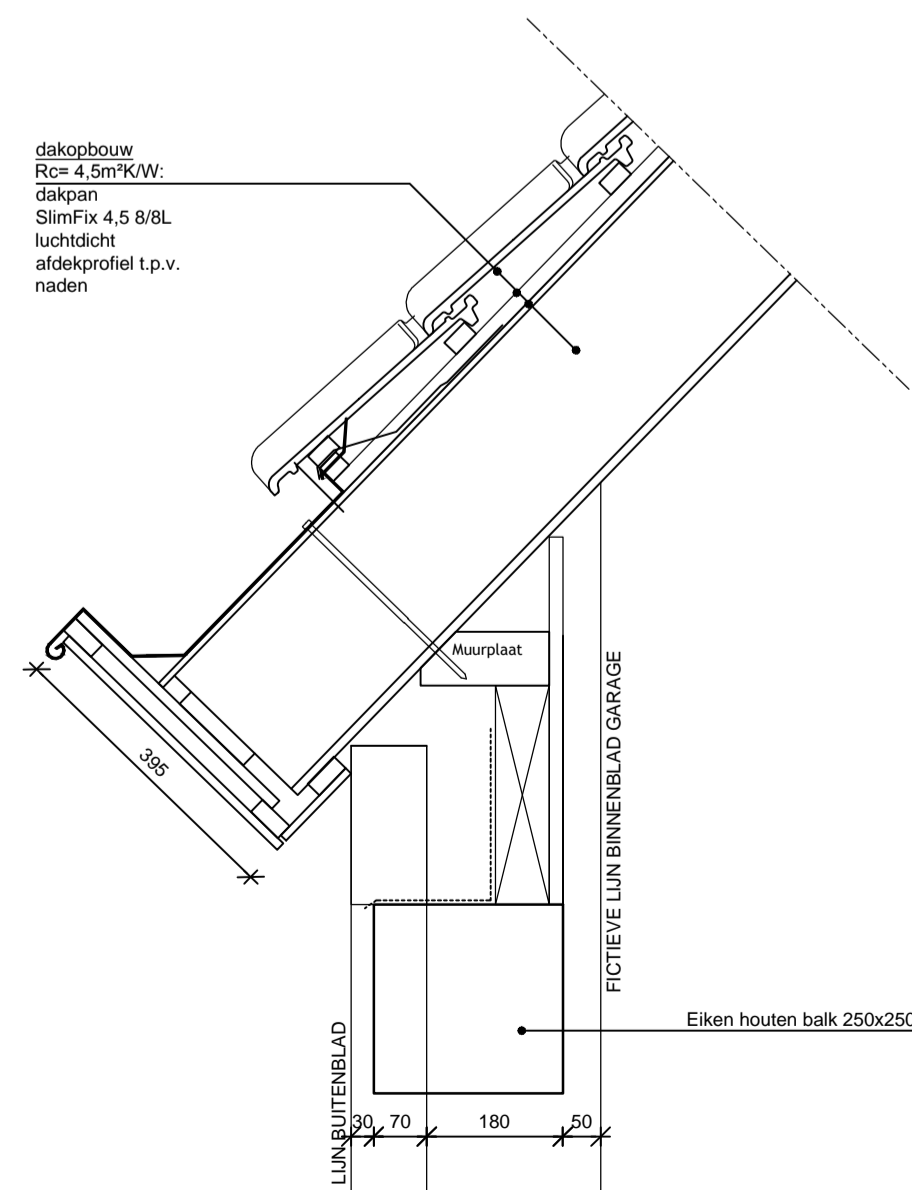 dakopbouw
Rc= 4,5m²K/W:
dakpan
SlimFix 4,5 8/8L
luchtdicht
afdekprofiel t.p.v.
naden
Muurplaat
395
FICTIEVE LIJN BINNENBLAD GARAGE
Eiken houten balk 250x250
LIJN BUITENBLAD
30 70 180 50